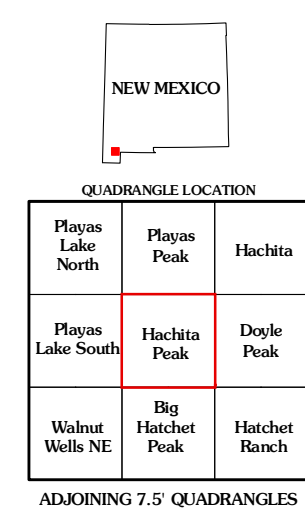 NEW MEXICO
QUADRANGLE LOCATION
Playas
Lake
North
Playas
Peak
Hachita
Playas
Lake South
Hachita
Peak
Doyle
Peak
Walnut
Wells NE
Big
Hatchet
Peak
Hatchet
Ranch
ADJOINING 7.5' QUADRANGLES